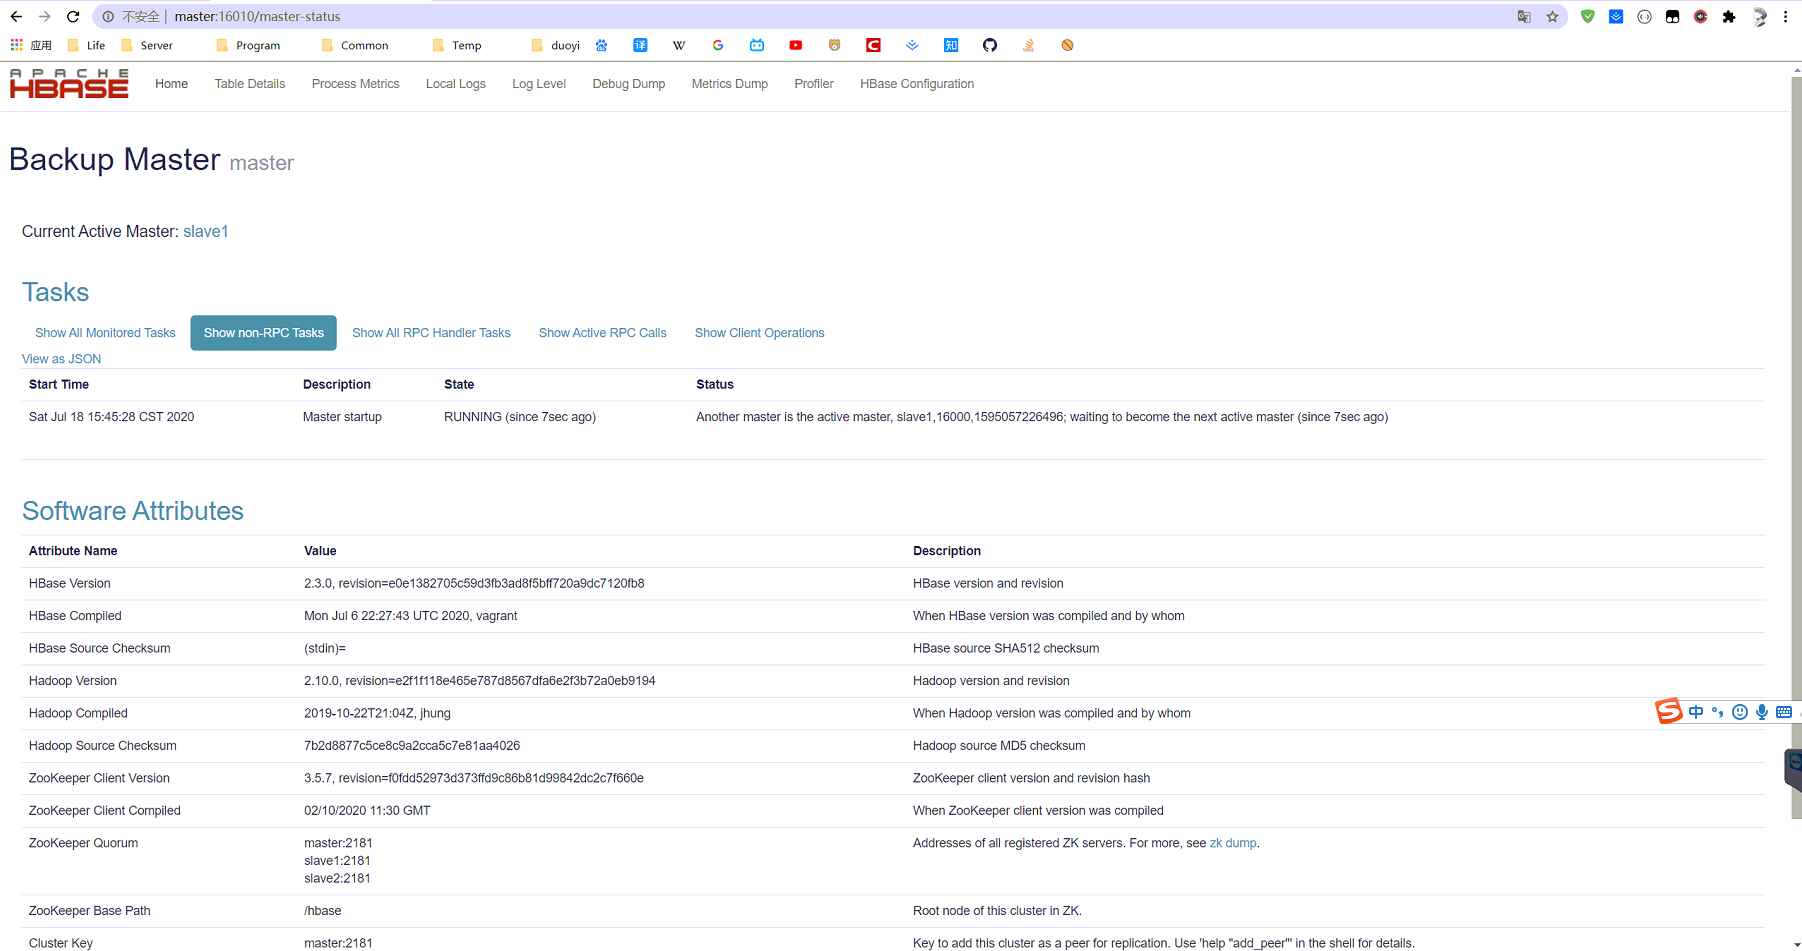 不安全 | master:16010/master-status
应用 Life Server Program Common Temp duoyi 译 W G C 知
APACHE
HBASE
Home Table Details Process Metrics Local Logs Log Level Debug Dump Metrics Dump Profiler HBase Configuration
Backup Master master
Current Active Master: slave1
Tasks
Show All Monitored Tasks Show non-RPC Tasks Show All RPC Handler Tasks Show Active RPC Calls Show Client Operations
View as JSON
Start Time Description State Status
Sat Jul 18 15:45:28 CST 2020 Master startup RUNNING (since 7sec ago) Another master is the active master, slave1,16000,1595057226496; waiting to become the next active master (since 7sec ago)
Software Attributes
Attribute Name Value Description
HBase Version 2.3.0, revision=e0e1382705c59d3fb3ad8f5bff720a9dc7120fb8 HBase version and revision
HBase Compiled Mon Jul 6 22:27:43 UTC 2020, vagrant When HBase version was compiled and by whom
HBase Source Checksum (stdin)= HBase source SHA512 checksum
Hadoop Version 2.10.0, revision=e2f1f118e465e787d8567dfa6e2f3b72a0eb9194 Hadoop version and revision
Hadoop Compiled 2019-10-22T21:04Z, jhung When Hadoop version was compiled and by whom
Hadoop Source Checksum 7b2d8877c5ce8c9a2cca5c7e81aa4026 Hadoop source MD5 checksum
ZooKeeper Client Version 3.5.7, revision=f0fdd52973d373ffd9c86b81d99842dc2c7f660e ZooKeeper client version and revision hash
ZooKeeper Client Compiled 02/10/2020 11:30 GMT When ZooKeeper client version was compiled
ZooKeeper Quorum master:2181 Addresses of all registered ZK servers. For more, see zk dump.
slave1:2181
slave2:2181
ZooKeeper Base Path /hbase Root node of this cluster in ZK.
Cluster Key master:2181 Key to add this cluster as a peer for replication. Use 'help "add_peer"' in the shell for details.
S 中